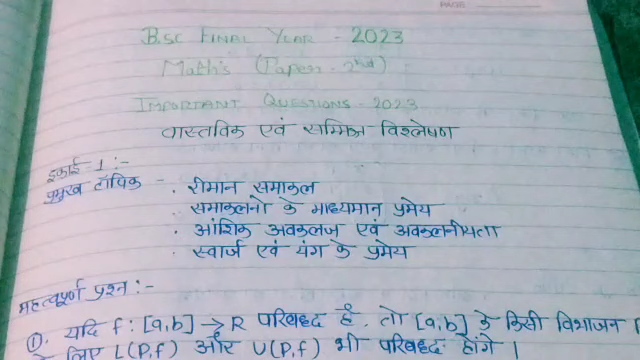 PAGE
B.Sc FINAL YEAR - 2023
Math's (Paper - 2nd)
IMPORTANT QUESTIONS - 2023
वास्तविक एवं सम्मिश्र विश्लेषण
इकाई - 1 :-
प्रमुख टॉपिक - . रीमान समाकल
. समाकलनो के माध्यमान प्रमेय
. आंशिक अवकलज एवं अवकलनीयता
. स्वार्ज एवं यंग के प्रमेय
महत्वपूर्ण प्रश्न :-
①. यदि f : [a,b] → R परिबद्ध है, तो [a,b] के किसी विभाजन
के लिए L(P,f) और U(P,f) भी परिबद्ध होंगे ।